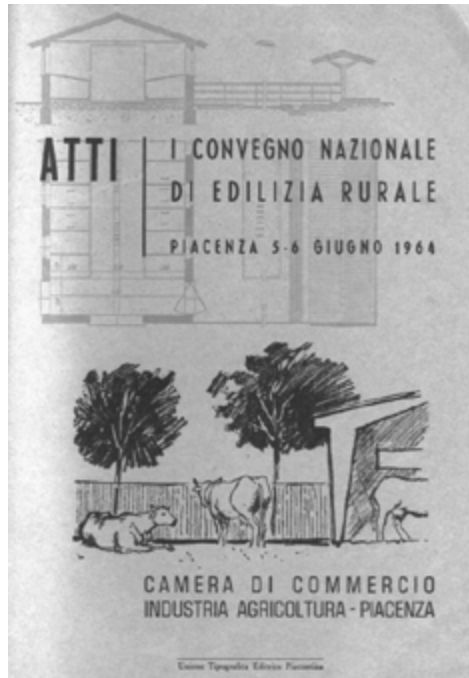 ATTI
I CONVEGNO NAZIONALE
DI EDILIZIA RURALE
PIACENZA 5-6 GIUGNO 1964
CAMERA DI COMMERCIO
INDUSTRIA AGRICOLTURA - PIACENZA
Unione Tipografica Editrice Piacentina